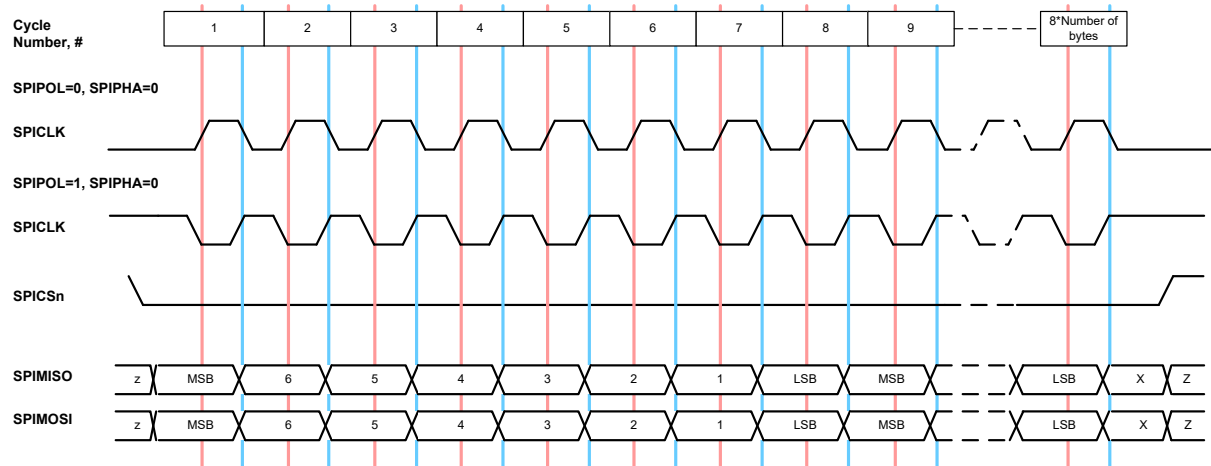 Cycle
Number, #
1 2 3 4 5 6 7 8 9
8*Number of
bytes
SPIPOL=0, SPIPHA=0
SPICLK
SPIPOL=1, SPIPHA=0
SPICLK
SPICSn
SPIMISO z MSB 6 5 4 3 2 1 LSB MSB LSB X Z
SPIMOSI z MSB 6 5 4 3 2 1 LSB MSB LSB X Z